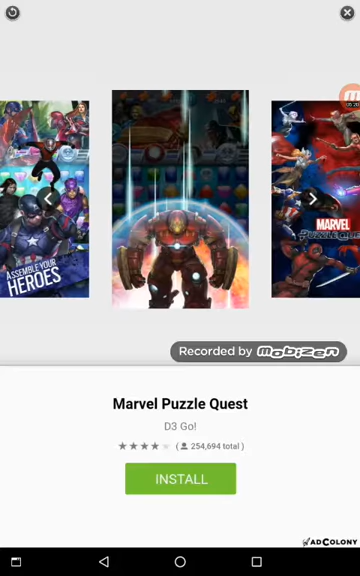 ASSEMBLE YOUR
HEROES
MARVEL
PUZZLE QUEST
Recorded by mobizen
Marvel Puzzle Quest
D3 Go!
( 254,694 total )
INSTALL
ADCOLONY